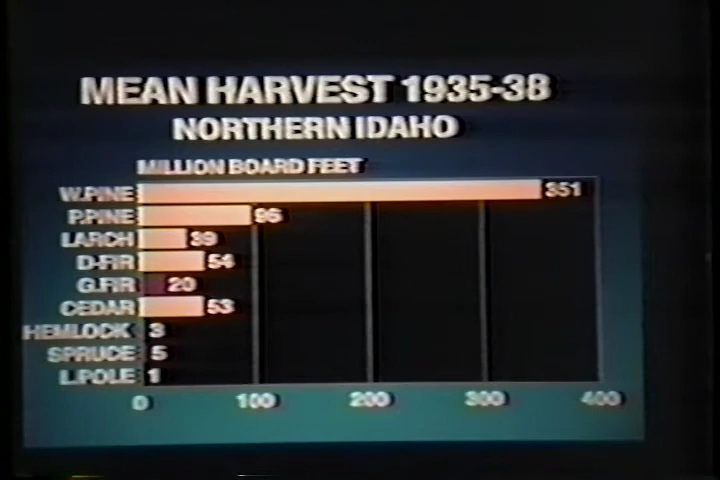 MEAN HARVEST 1935-38
NORTHERN IDAHO
MILLION BOARD FEET
W.PINE 351
P.PINE 96
LARCH 39
D-FIR 54
G.FIR 20
CEDAR 53
HEMLOCK 3
SPRUCE 5
L.POLE 1
0 100 200 300 400